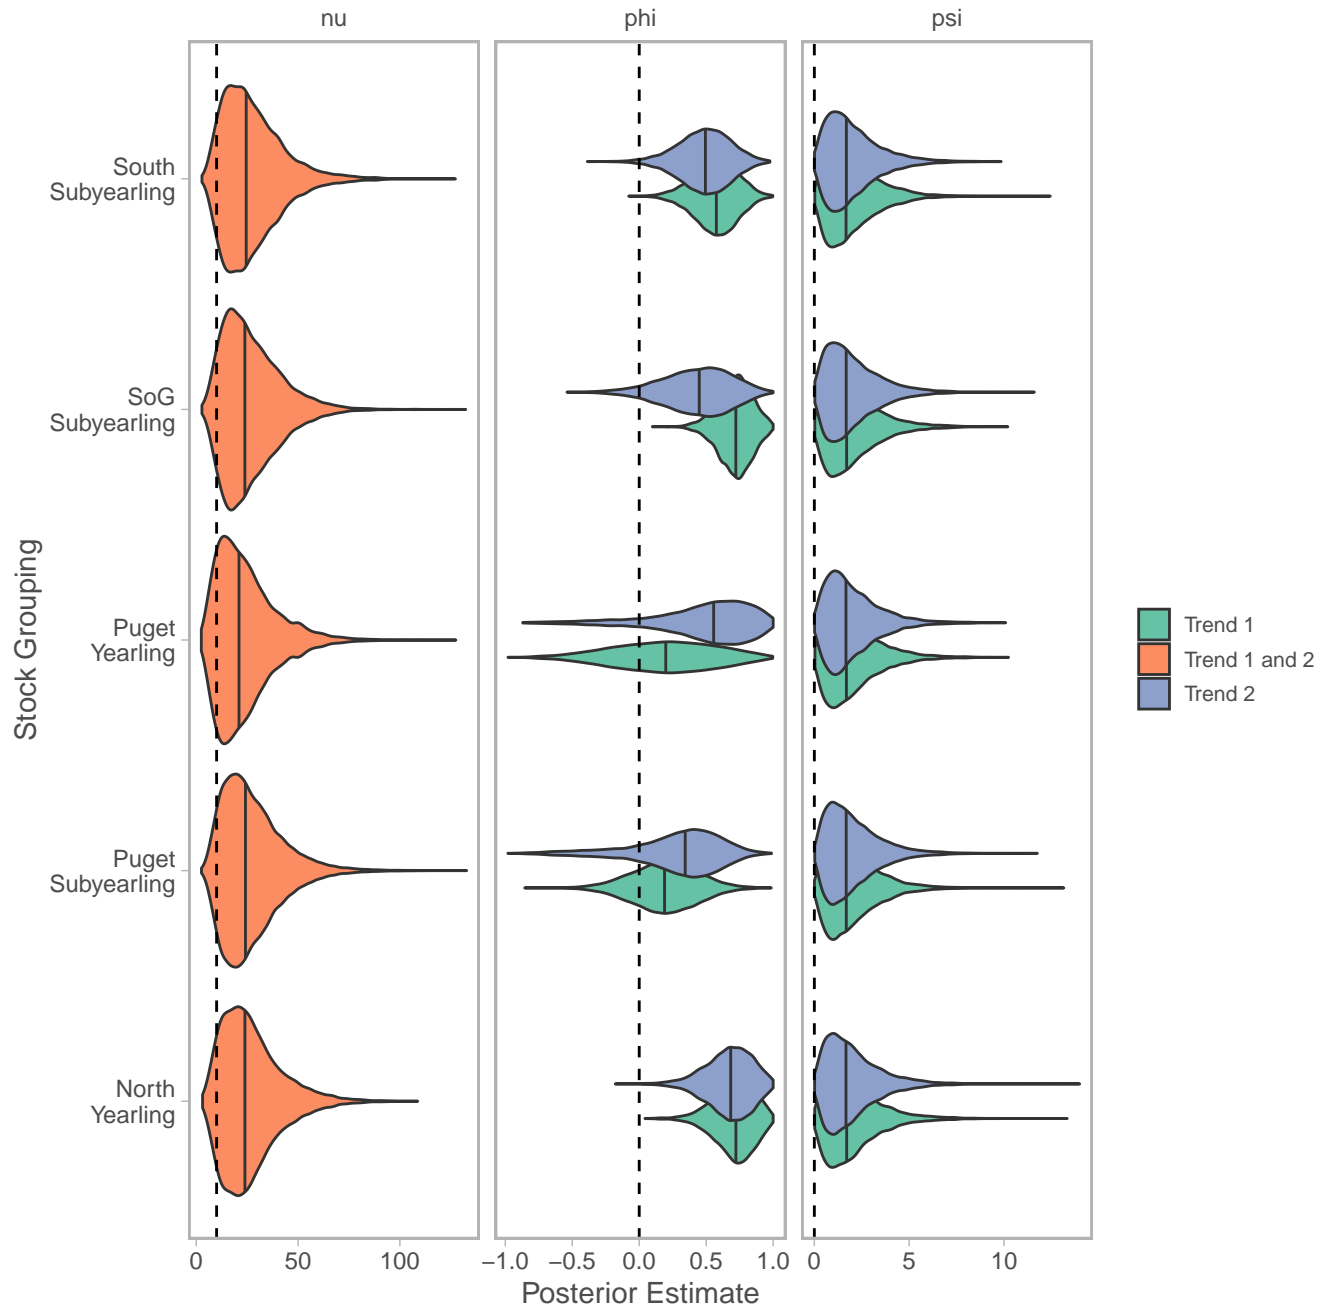 nu
phi
psi
South
Subyearling
SoG
Subyearling
Puget
Yearling
Puget
Subyearling
North
Yearling
Stock Grouping
0
50
100
−1.0
−0.5
0.0
0.5
1.0
0
5
10
Posterior Estimate
Trend 1
Trend 1 and 2
Trend 2